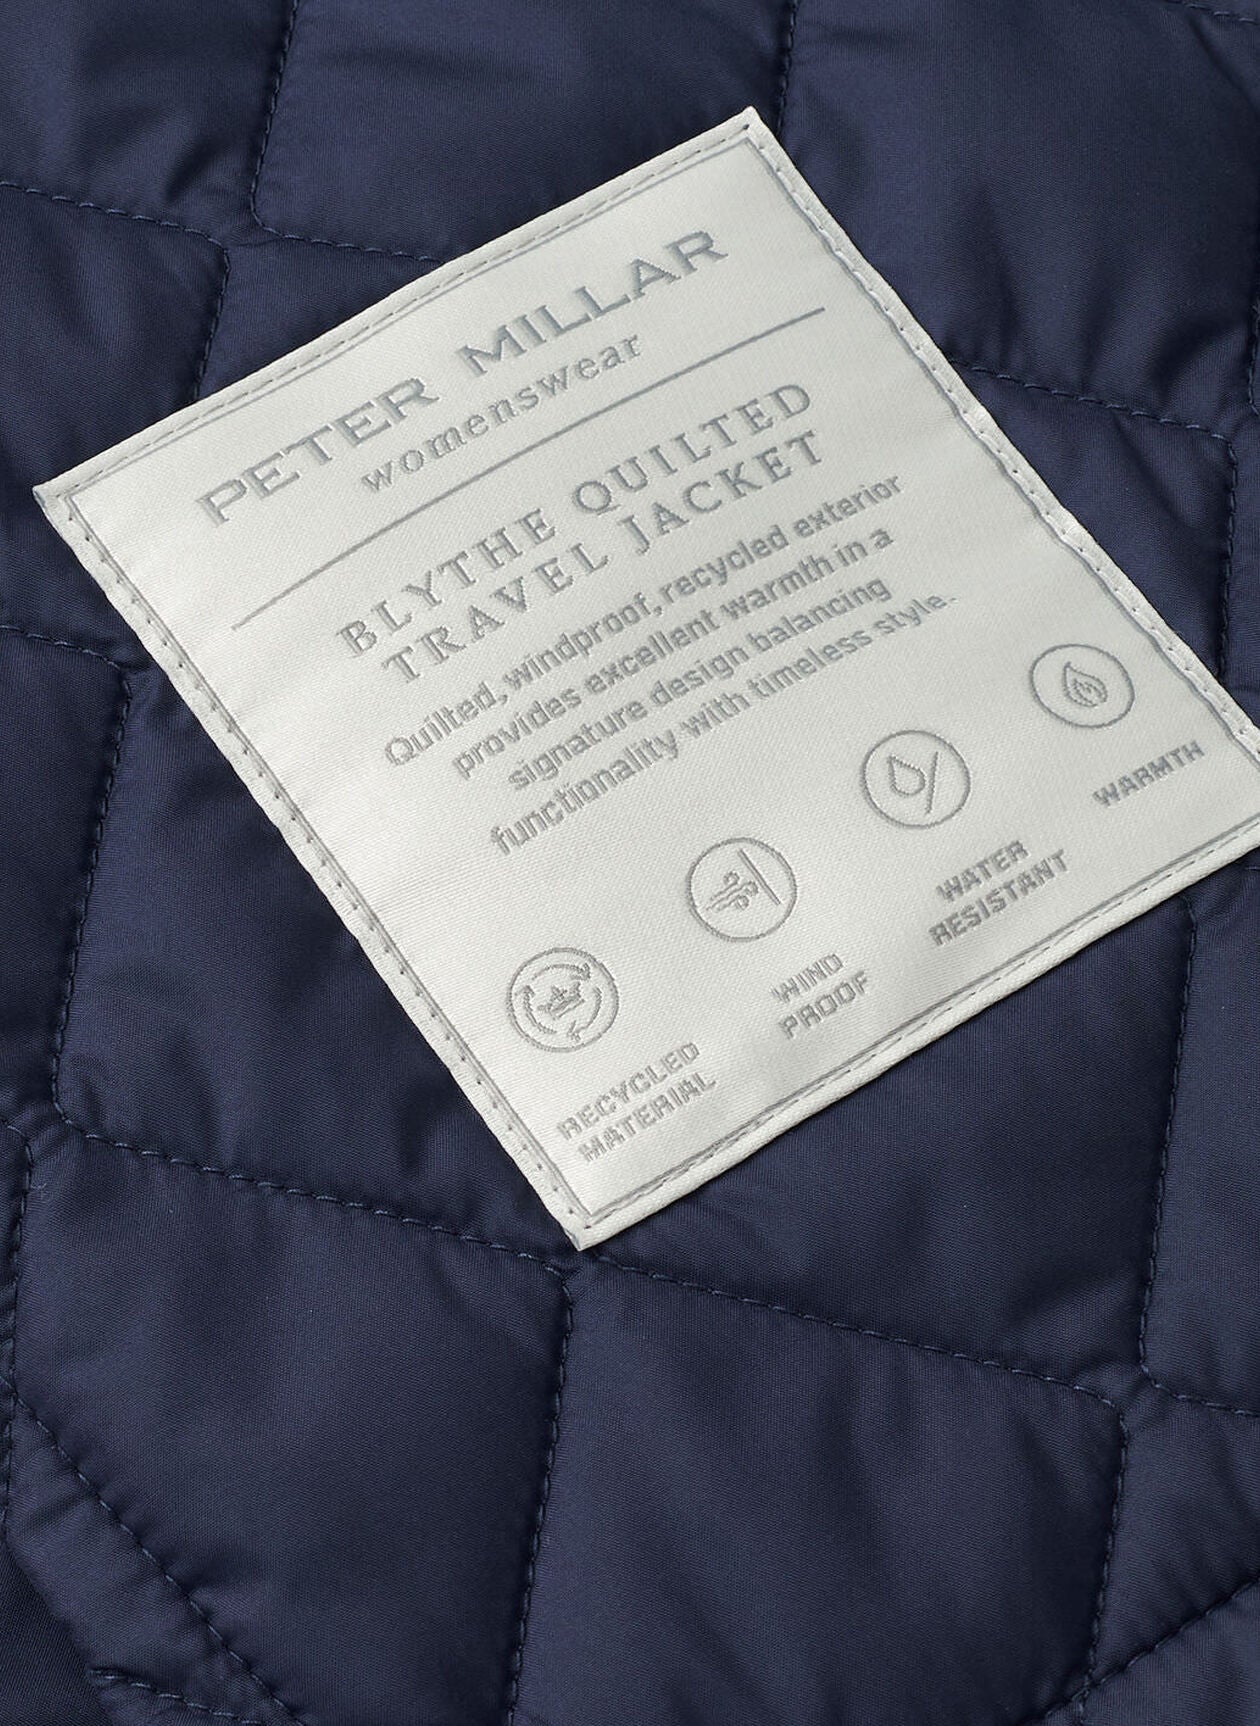 PETER MILLAR
womenswear
BLYTHE QUILTED
TRAVEL JACKET
Quilted, windproof, recycled exterior
provides excellent warmth in a
signature design balancing
functionality with timeless style.
RECYCLED
MATERIAL
WIND
PROOF
WATER
RESISTANT
WARMTH